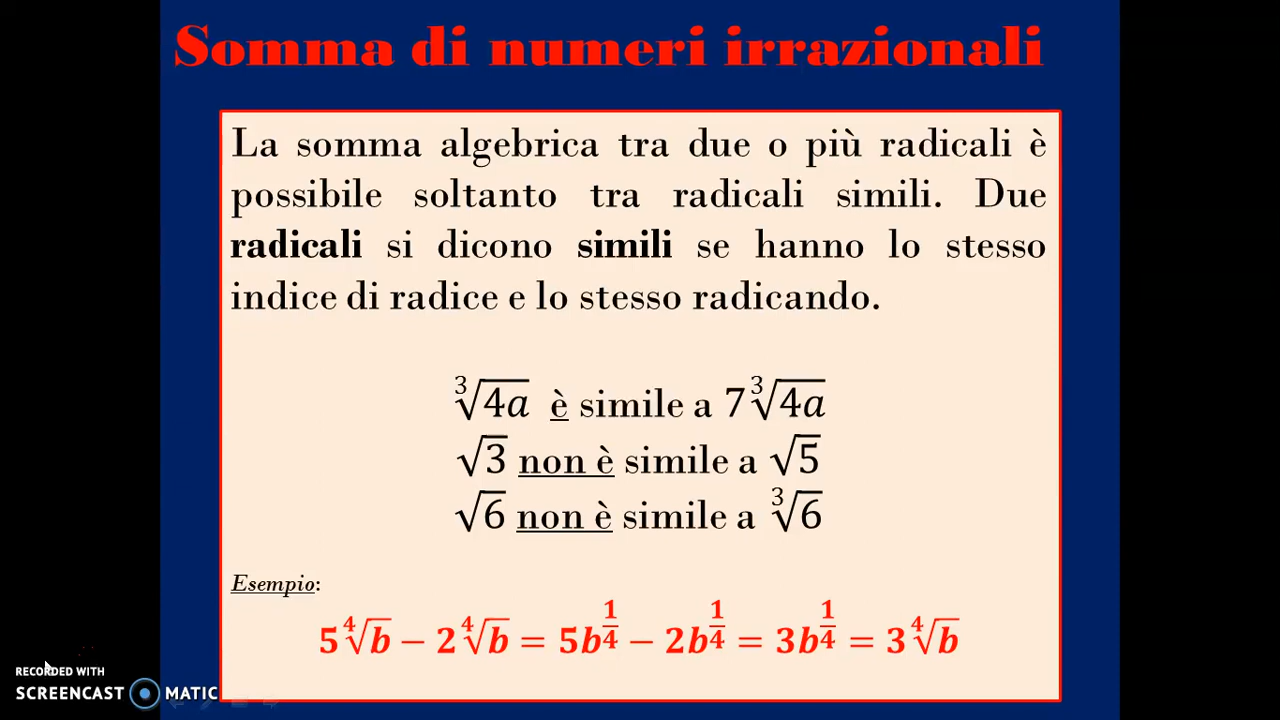 Somma di numeri irrazionali
La somma algebrica tra due o più radicali è
possibile soltanto tra radicali simili. Due
radicali si dicono simili se hanno lo stesso
indice di radice e lo stesso radicando.
∛4a è simile a 7∛4a
√3 non è simile a √5
√6 non è simile a ∛6
Esempio:
5∜b − 2∜b = 5b^(1/4) − 2b^(1/4) = 3b^(1/4) = 3∜b
RECORDED WITH
SCREENCAST MATIC